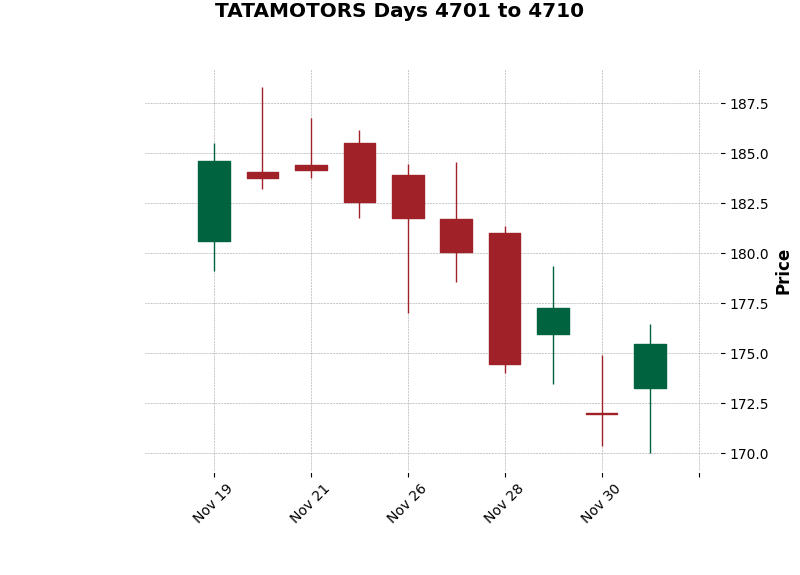 TATAMOTORS Days 4701 to 4710
187.5
185.0
182.5
180.0
177.5
175.0
172.5
170.0
Price
Nov 19
Nov 21
Nov 26
Nov 28
Nov 30